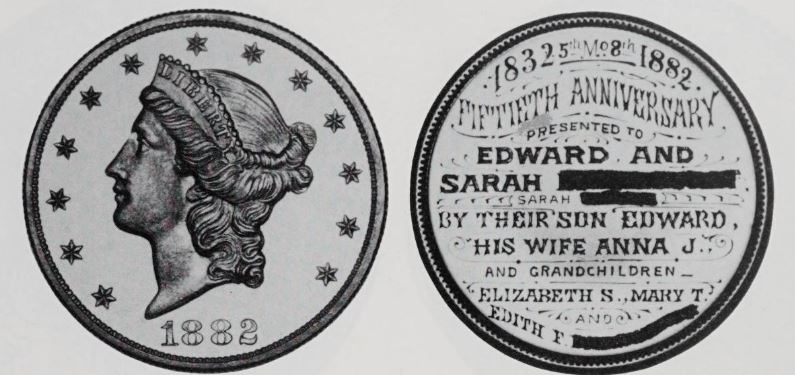 LIBERTY
1882
1832 5th Mo. 8th 1882.
FIFTIETH ANNIVERSARY
PRESENTED TO
EDWARD AND
SARAH
SARAH
BY THEIR SON EDWARD,
HIS WIFE ANNA J.
AND GRANDCHILDREN
ELIZABETH S., MARY T.
AND
EDITH F.